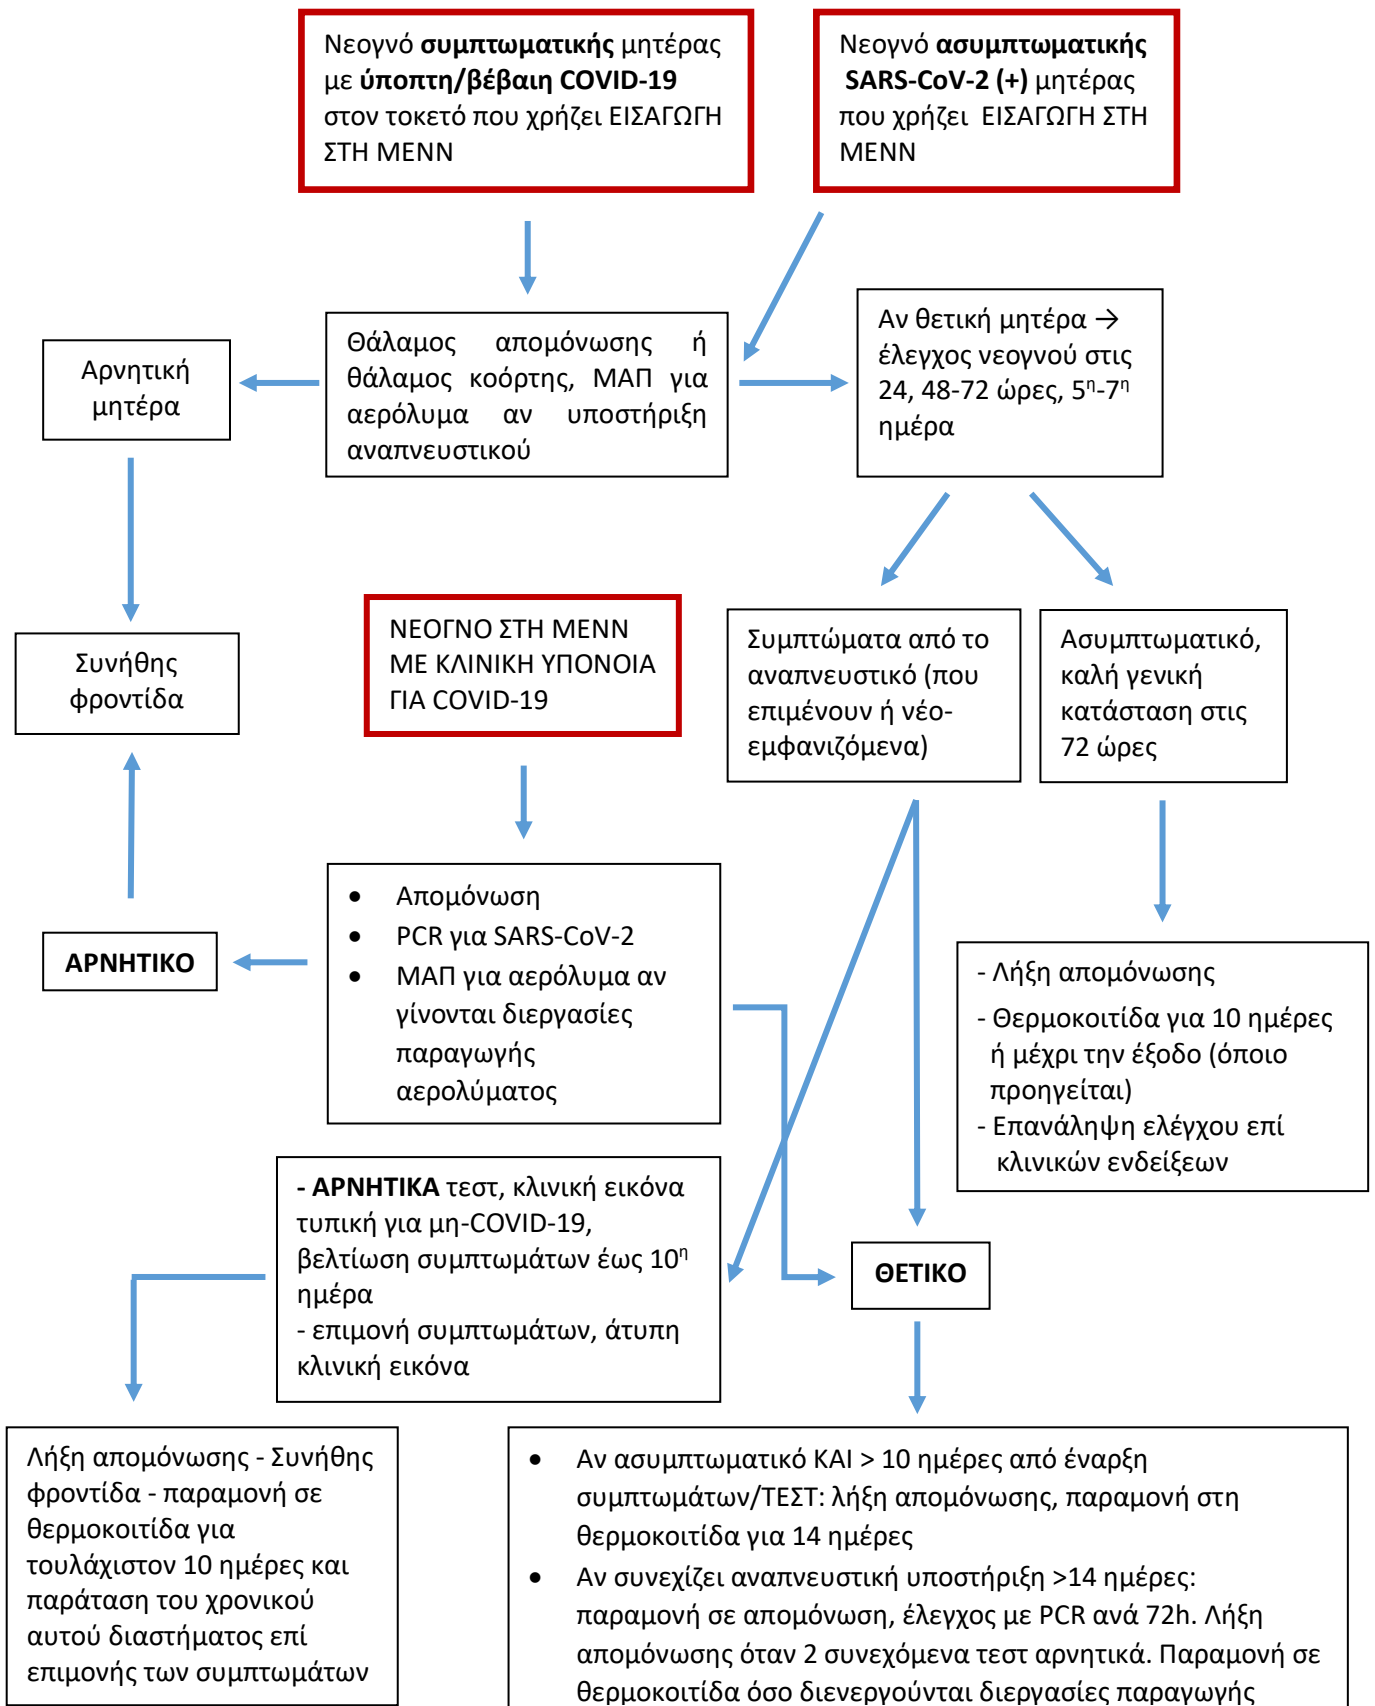 Νεογνό συμπτωματικής μητέρας
με ύποπτη/βέβαιη COVID-19
στον τοκετό που χρήζει ΕΙΣΑΓΩΓΗ
ΣΤΗ ΜΕΝΝ
Νεογνό ασυμπτωματικής
SARS-CoV-2 (+) μητέρας
που χρήζει ΕΙΣΑΓΩΓΗ ΣΤΗ
ΜΕΝΝ
Αρνητική
μητέρα
Θάλαμος απομόνωσης ή
θάλαμος κοόρτης, ΜΑΠ για
αερόλυμα αν υποστήριξη
αναπνευστικού
Αν θετική μητέρα →
έλεγχος νεογνού στις
24, 48-72 ώρες, 5η-7η
ημέρα
Συνήθης
φροντίδα
ΝΕΟΓΝΟ ΣΤΗ ΜΕΝΝ
ΜΕ ΚΛΙΝΙΚΗ ΥΠΟΝΟΙΑ
ΓΙΑ COVID-19
Συμπτώματα από το
αναπνευστικό (που
επιμένουν ή νέο-
εμφανιζόμενα)
Ασυμπτωματικό,
καλή γενική
κατάσταση στις
72 ώρες
ΑΡΝΗΤΙΚΟ
• Απομόνωση
• PCR για SARS-CoV-2
• ΜΑΠ για αερόλυμα αν
γίνονται διεργασίες
παραγωγής
αερολύματος
- Λήξη απομόνωσης
- Θερμοκοιτίδα για 10 ημέρες
ή μέχρι την έξοδο (όποιο
προηγείται)
- Επανάληψη ελέγχου επί
κλινικών ενδείξεων
- ΑΡΝΗΤΙΚΑ τεστ, κλινική εικόνα
τυπική για μη-COVID-19,
βελτίωση συμπτωμάτων έως 10η
ημέρα
- επιμονή συμπτωμάτων, άτυπη
κλινική εικόνα
ΘΕΤΙΚΟ
Λήξη απομόνωσης - Συνήθης
φροντίδα - παραμονή σε
θερμοκοιτίδα για
τουλάχιστον 10 ημέρες και
παράταση του χρονικού
αυτού διαστήματος επί
επιμονής των συμπτωμάτων
• Αν ασυμπτωματικό ΚΑΙ > 10 ημέρες από έναρξη
συμπτωμάτων/ΤΕΣΤ: λήξη απομόνωσης, παραμονή στη
θερμοκοιτίδα για 14 ημέρες
• Αν συνεχίζει αναπνευστική υποστήριξη >14 ημέρες:
παραμονή σε απομόνωση, έλεγχος με PCR ανά 72h. Λήξη
απομόνωσης όταν 2 συνεχόμενα τεστ αρνητικά. Παραμονή σε
θερμοκοιτίδα όσο διενεργούνται διεργασίες παραγωγής